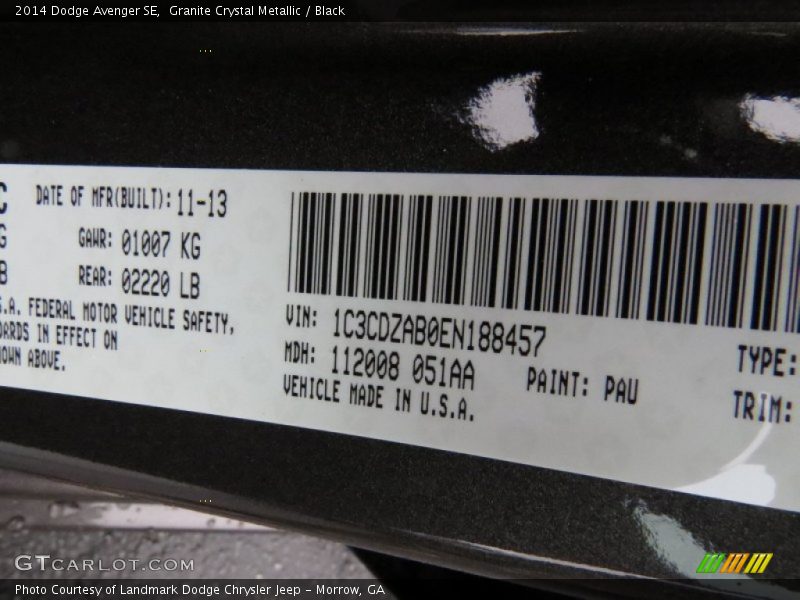 2014 Dodge Avenger SE,  Granite Crystal Metallic / Black
C DATE OF MFR(BUILT): 11-13
G GAWR: 01007 KG
B REAR: 02220 LB
S.A. FEDERAL MOTOR VEHICLE SAFETY,
DARDS IN EFFECT ON
OWN ABOVE.
VIN: 1C3CDZAB0EN188457
MDH: 112008 051AA
PAINT: PAU
VEHICLE MADE IN U.S.A.
TYPE:
TRIM:
GTCARLOT.COM
Photo Courtesy of Landmark Dodge Chrysler Jeep - Morrow, GA